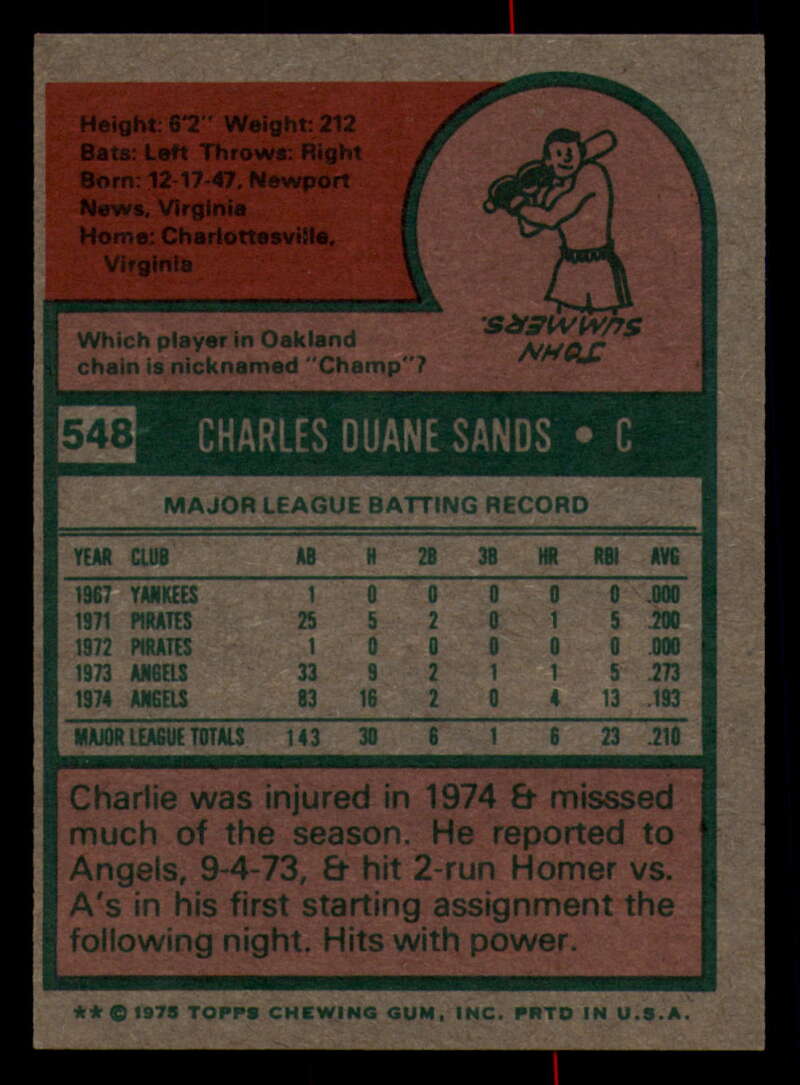 Height: 6'2" Weight: 212
Bats: Left Throws: Right
Born: 12-17-47, Newport
News, Virginia
Home: Charlottesville,
Virginia
Which player in Oakland
chain is nicknamed "Champ"?
JOHN
SUMMERS.
548 CHARLES DUANE SANDS • C
MAJOR LEAGUE BATTING RECORD
YEAR CLUB AB H 2B 3B HR RBI AVG
1967 YANKEES 1 0 0 0 0 0 .000
1971 PIRATES 25 5 2 0 1 5 .200
1972 PIRATES 1 0 0 0 0 0 .000
1973 ANGELS 33 9 2 1 1 5 .273
1974 ANGELS 83 16 2 0 4 13 .193
MAJOR LEAGUE TOTALS 143 30 6 1 6 23 .210
Charlie was injured in 1974 & misssed
much of the season. He reported to
Angels, 9-4-73, & hit 2-run Homer vs.
A's in his first starting assignment the
following night. Hits with power.
** © 1975 TOPPS CHEWING GUM, INC. PRTD IN U.S.A.